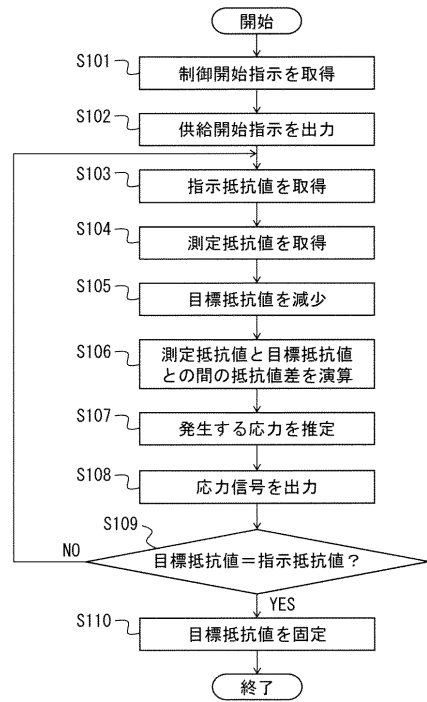 開始
S101
制御開始指示を取得
S102
供給開始指示を出力
S103
指示抵抗値を取得
S104
測定抵抗値を取得
S105
目標抵抗値を減少
S106
測定抵抗値と目標抵抗値
との間の抵抗値差を演算
S107
発生する応力を推定
S108
応力信号を出力
S109
目標抵抗値＝指示抵抗値？
NO
YES
S110
目標抵抗値を固定
終了